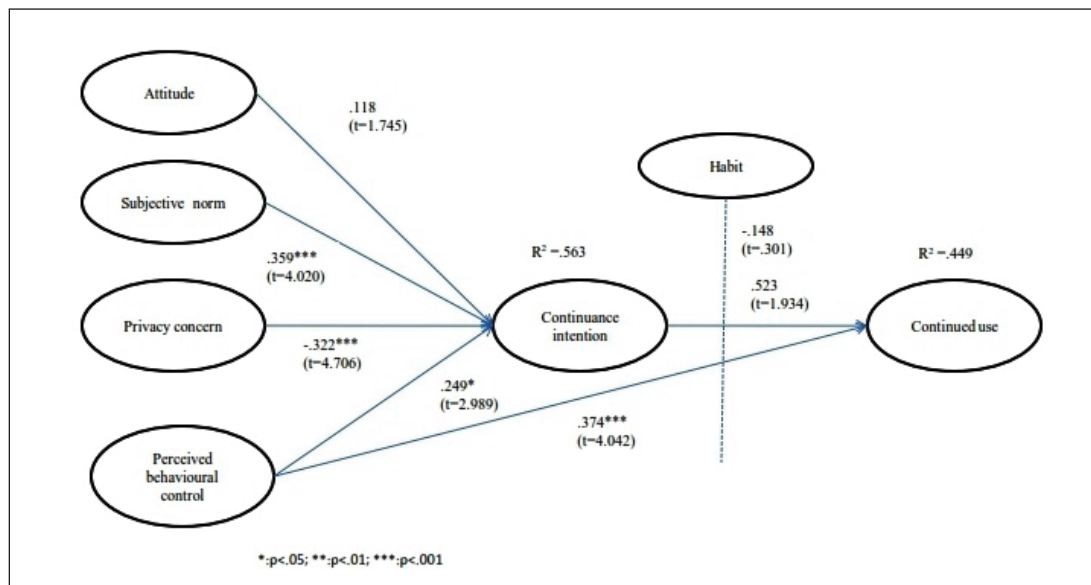 Attitude
.118
(t=1.745)
Habit
Subjective norm
-.148
(t=.301)
R² =.563
R² =.449
.359***
(t=4.020)
.523
(t=1.934)
Privacy concern
Continuance
intention
Continued use
-.322***
(t=4.706)
.249*
(t=2.989)
.374***
(t=4.042)
Perceived
behavioural
control
*:p<.05; **:p<.01; ***:p<.001